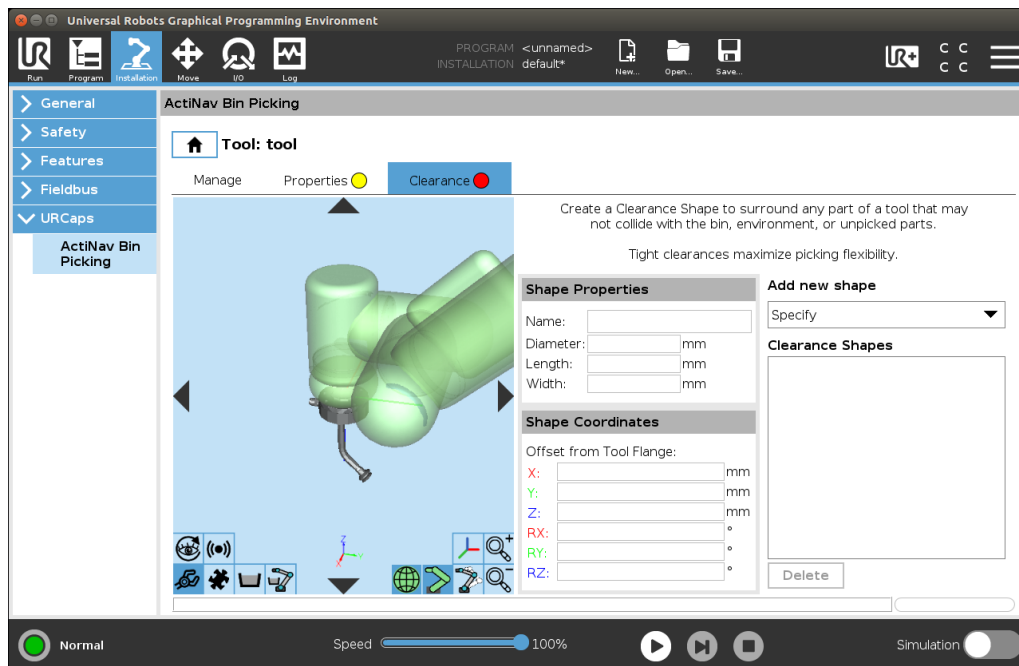 Universal Robots Graphical Programming Environment
PROGRAM <unnamed>
INSTALLATION default*
Run Program Installation Move I/O Log New... Open... Save...
UR R+ C C
C C
General
Safety
Features
Fieldbus
URCaps
ActiNav Bin
Picking
ActiNav Bin Picking
Tool: tool
Manage Properties Clearance
Create a Clearance Shape to surround any part of a tool that may
not collide with the bin, environment, or unpicked parts.
Tight clearances maximize picking flexibility.
Shape Properties
Name:
Diameter: mm
Length: mm
Width: mm
Shape Coordinates
Offset from Tool Flange:
X: mm
Y: mm
Z: mm
RX: °
RY: °
RZ: °
Add new shape
Specify
Clearance Shapes
Delete
Z
X Y
Normal
Speed 100%
Simulation